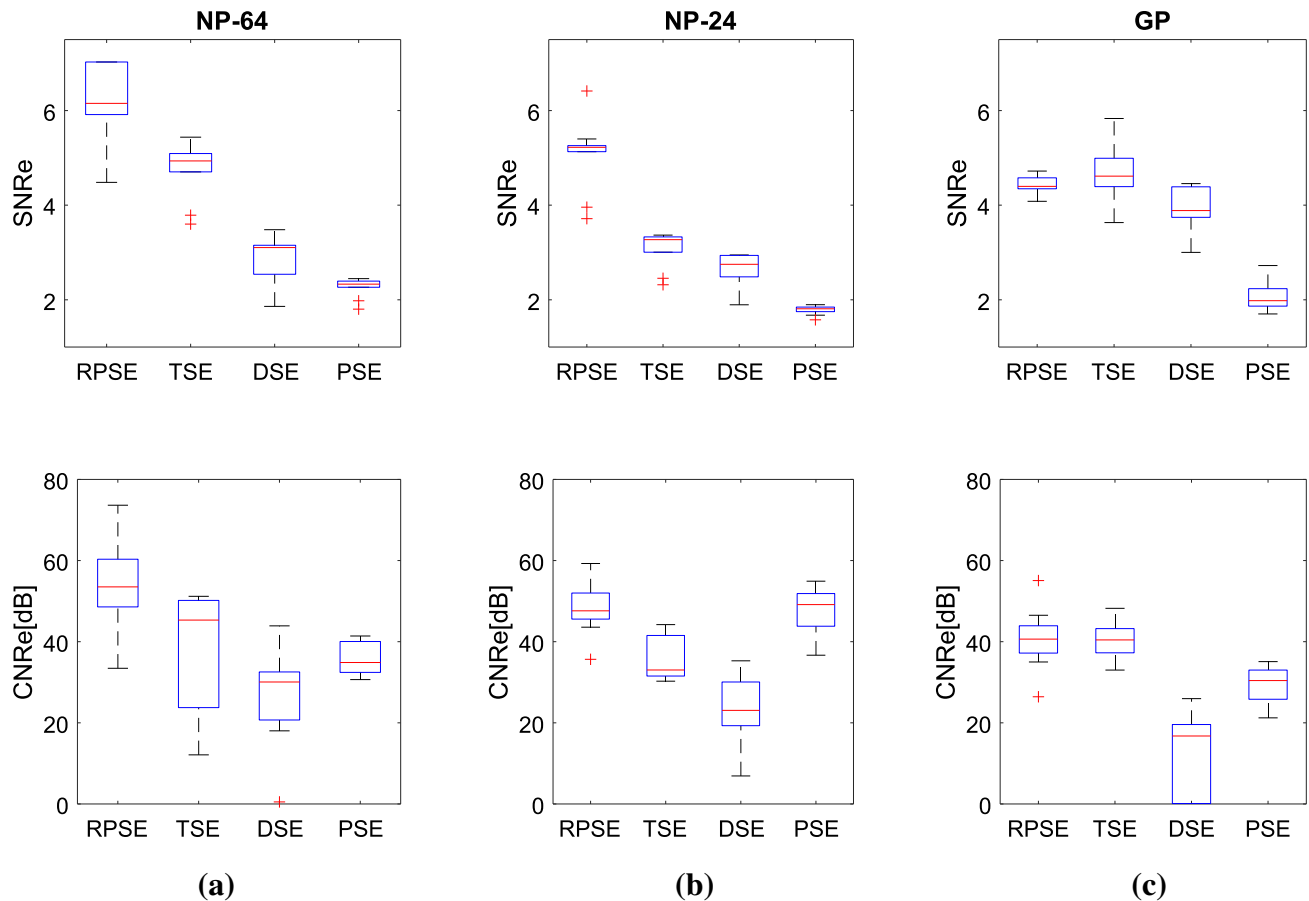 NP-64
NP-24
GP
SNRe
6
4
2
RPSE TSE DSE PSE
SNRe
6
4
2
RPSE TSE DSE PSE
SNRe
6
4
2
RPSE TSE DSE PSE
CNRe[dB]
80
60
40
20
0
RPSE TSE DSE PSE
CNRe[dB]
80
60
40
20
0
RPSE TSE DSE PSE
CNRe[dB]
80
60
40
20
0
RPSE TSE DSE PSE
(a)
(b)
(c)